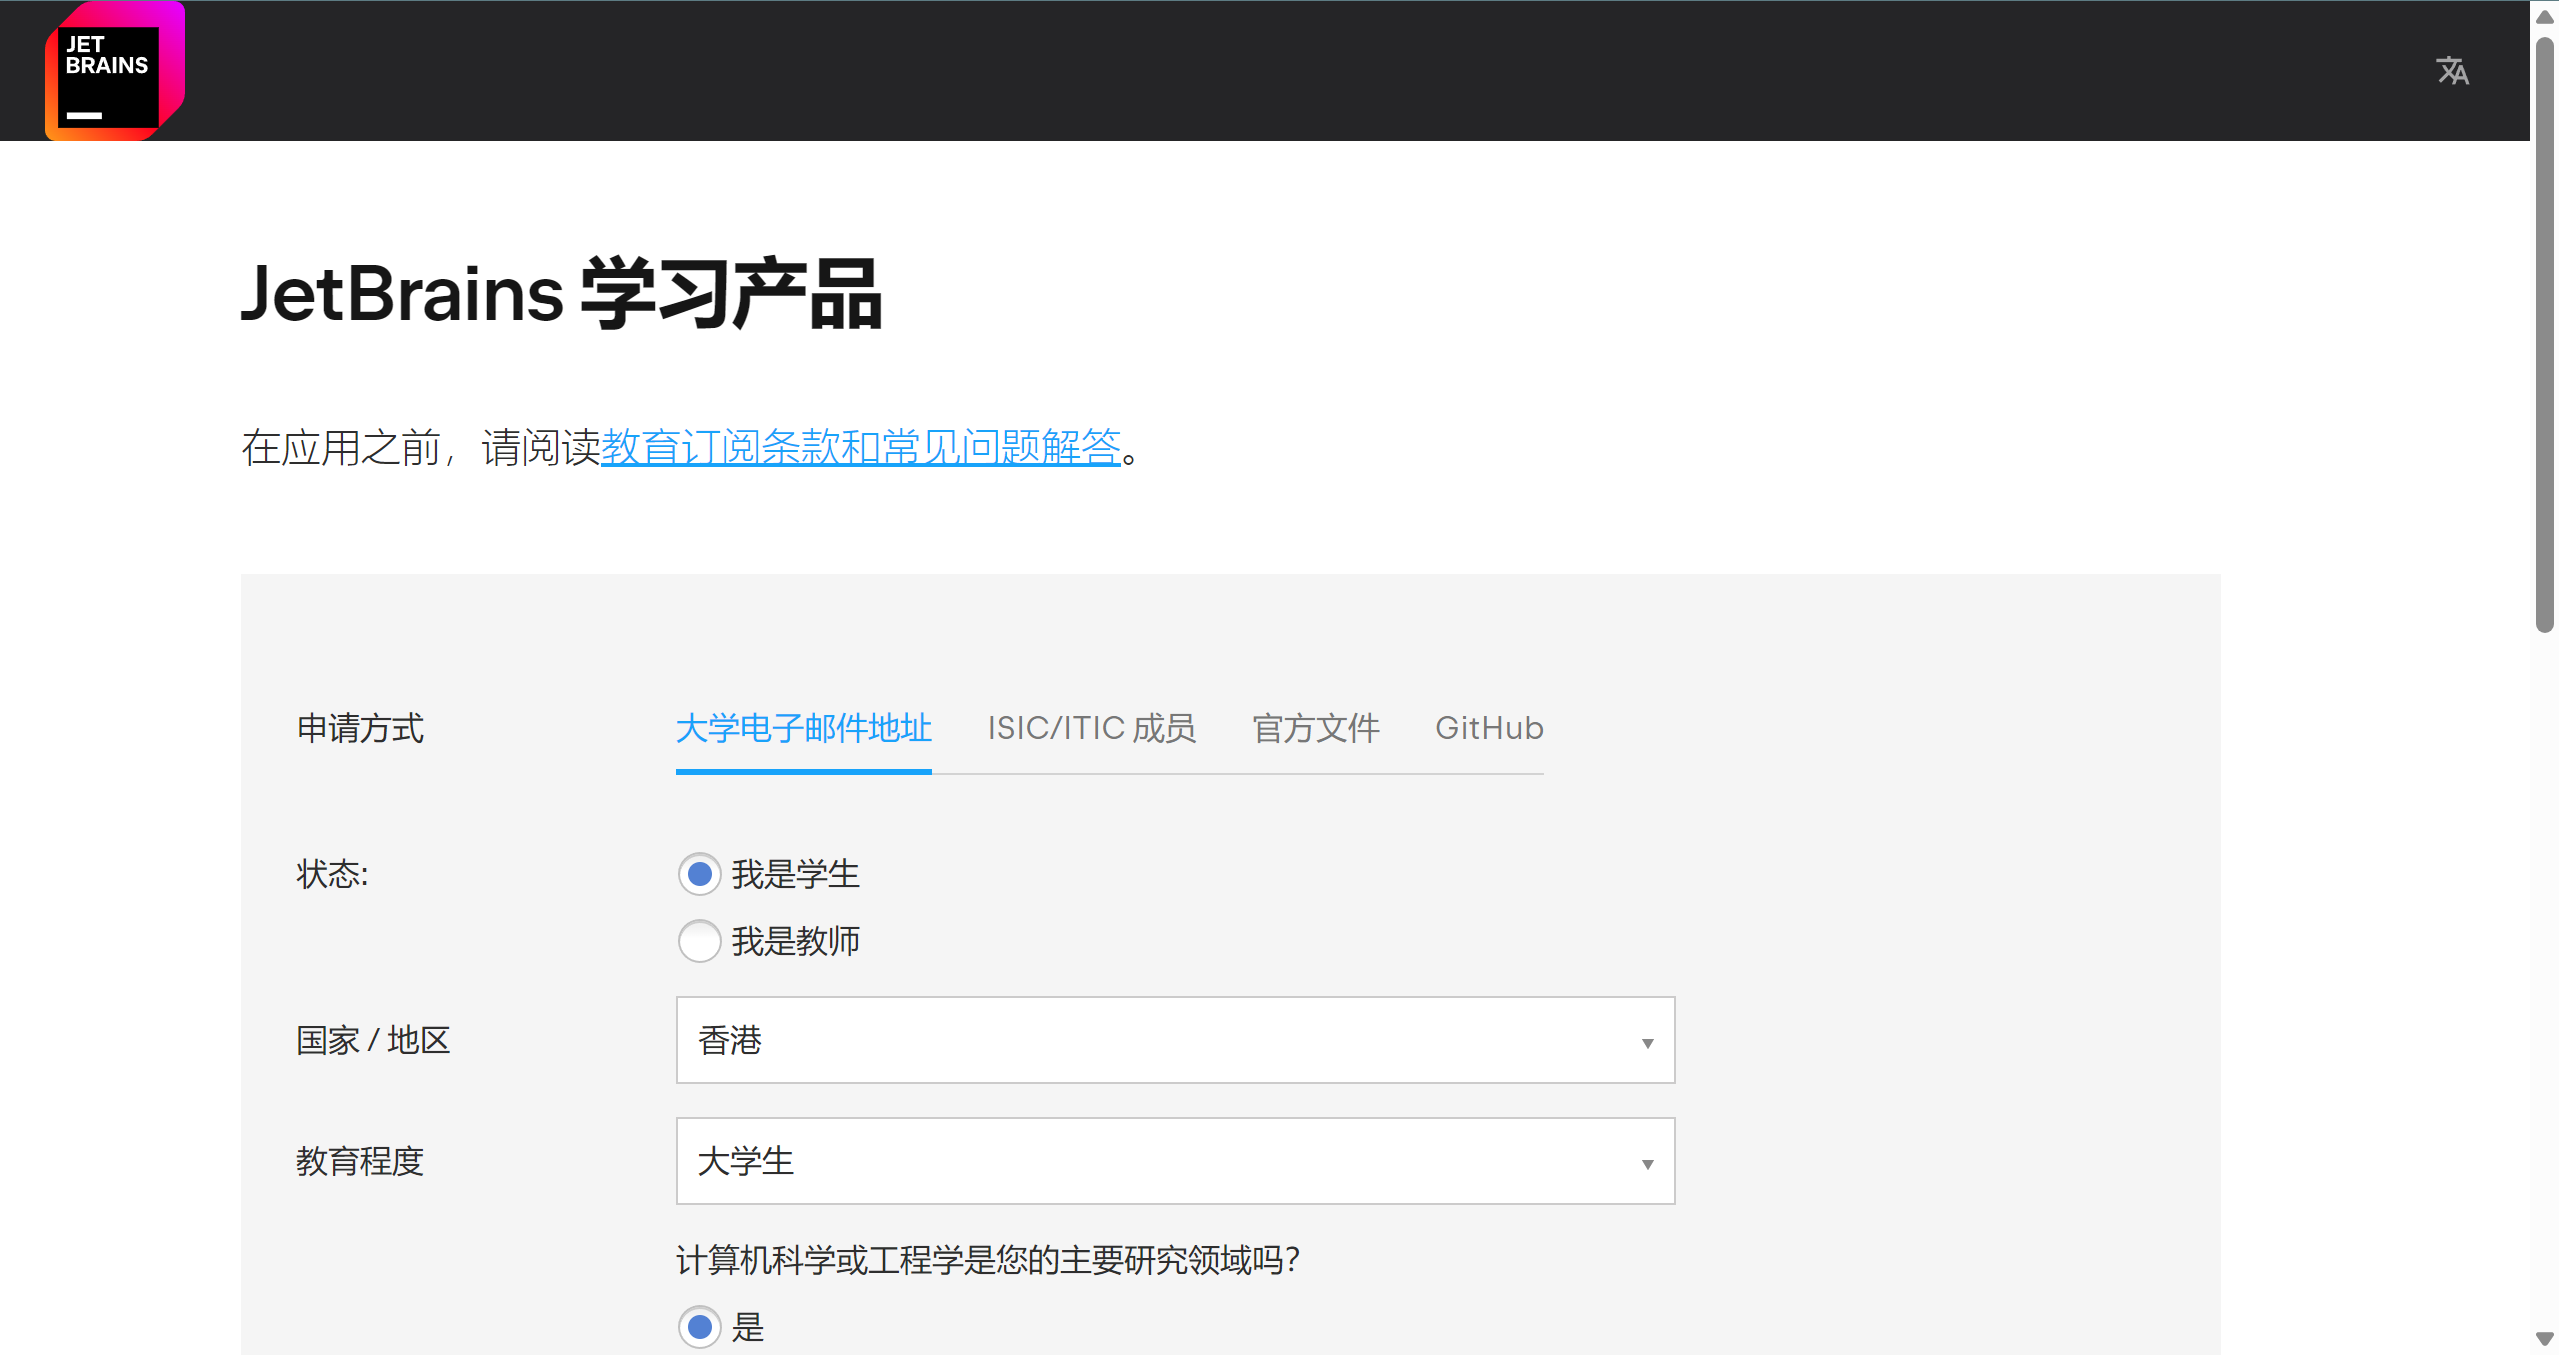 JET
BRAINS
JetBrains 学习产品
在应用之前，请阅读教育订阅条款和常见问题解答。
申请方式
大学电子邮件地址 ISIC/ITIC 成员 官方文件 GitHub
状态:
我是学生
我是教师
国家 / 地区
香港
教育程度
大学生
计算机科学或工程学是您的主要研究领域吗?
是